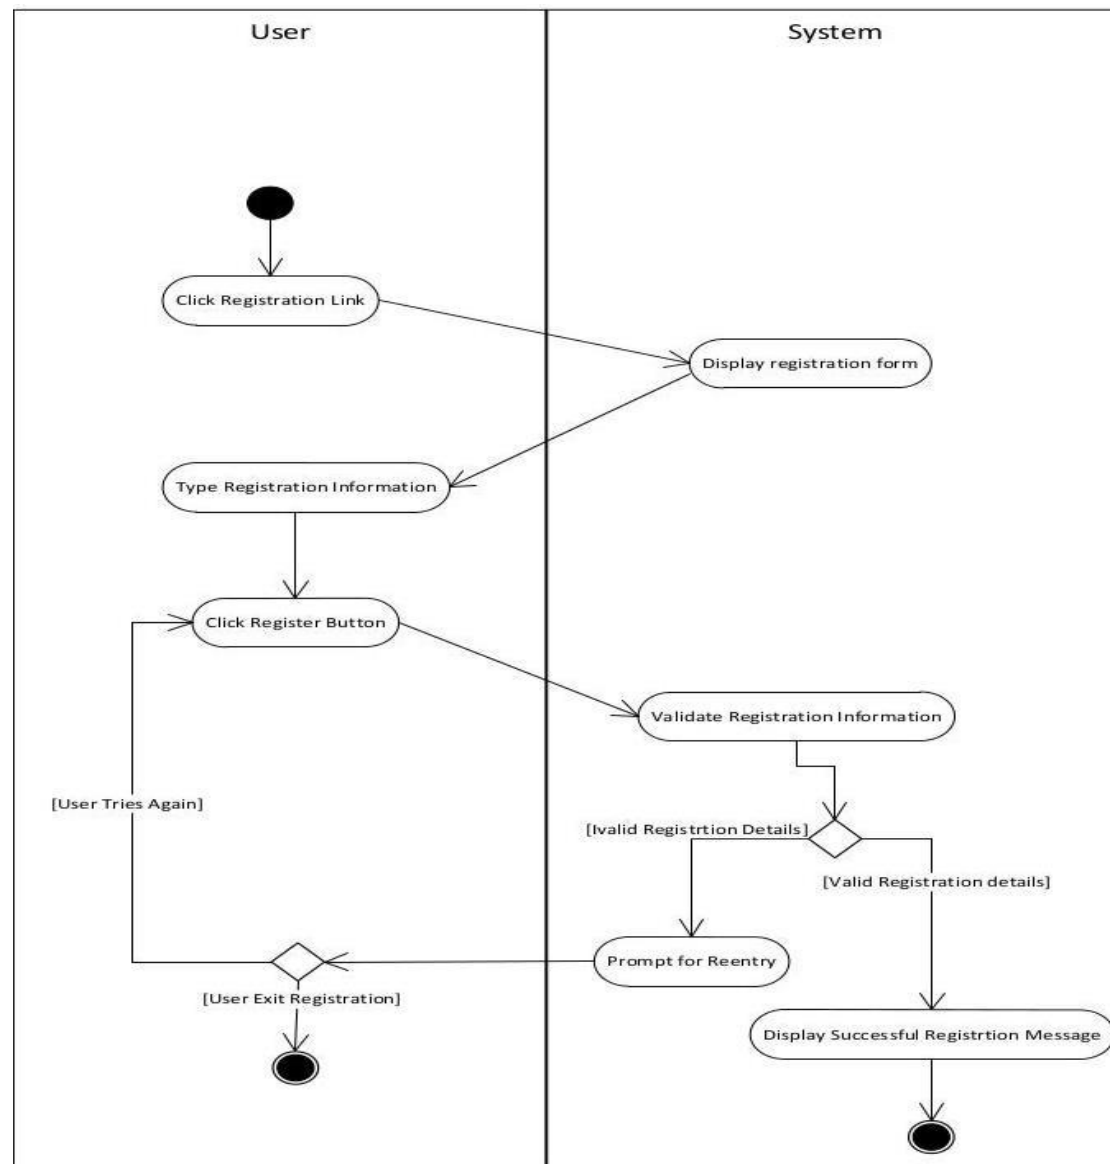 User
System
Click Registration Link
Display registration form
Type Registration Information
Click Register Button
Validate Registration Information
[User Tries Again]
[Ivalid Registrtion Details]
[Valid Registration details]
Prompt for Reentry
[User Exit Registration]
Display Successful Registrtion Message